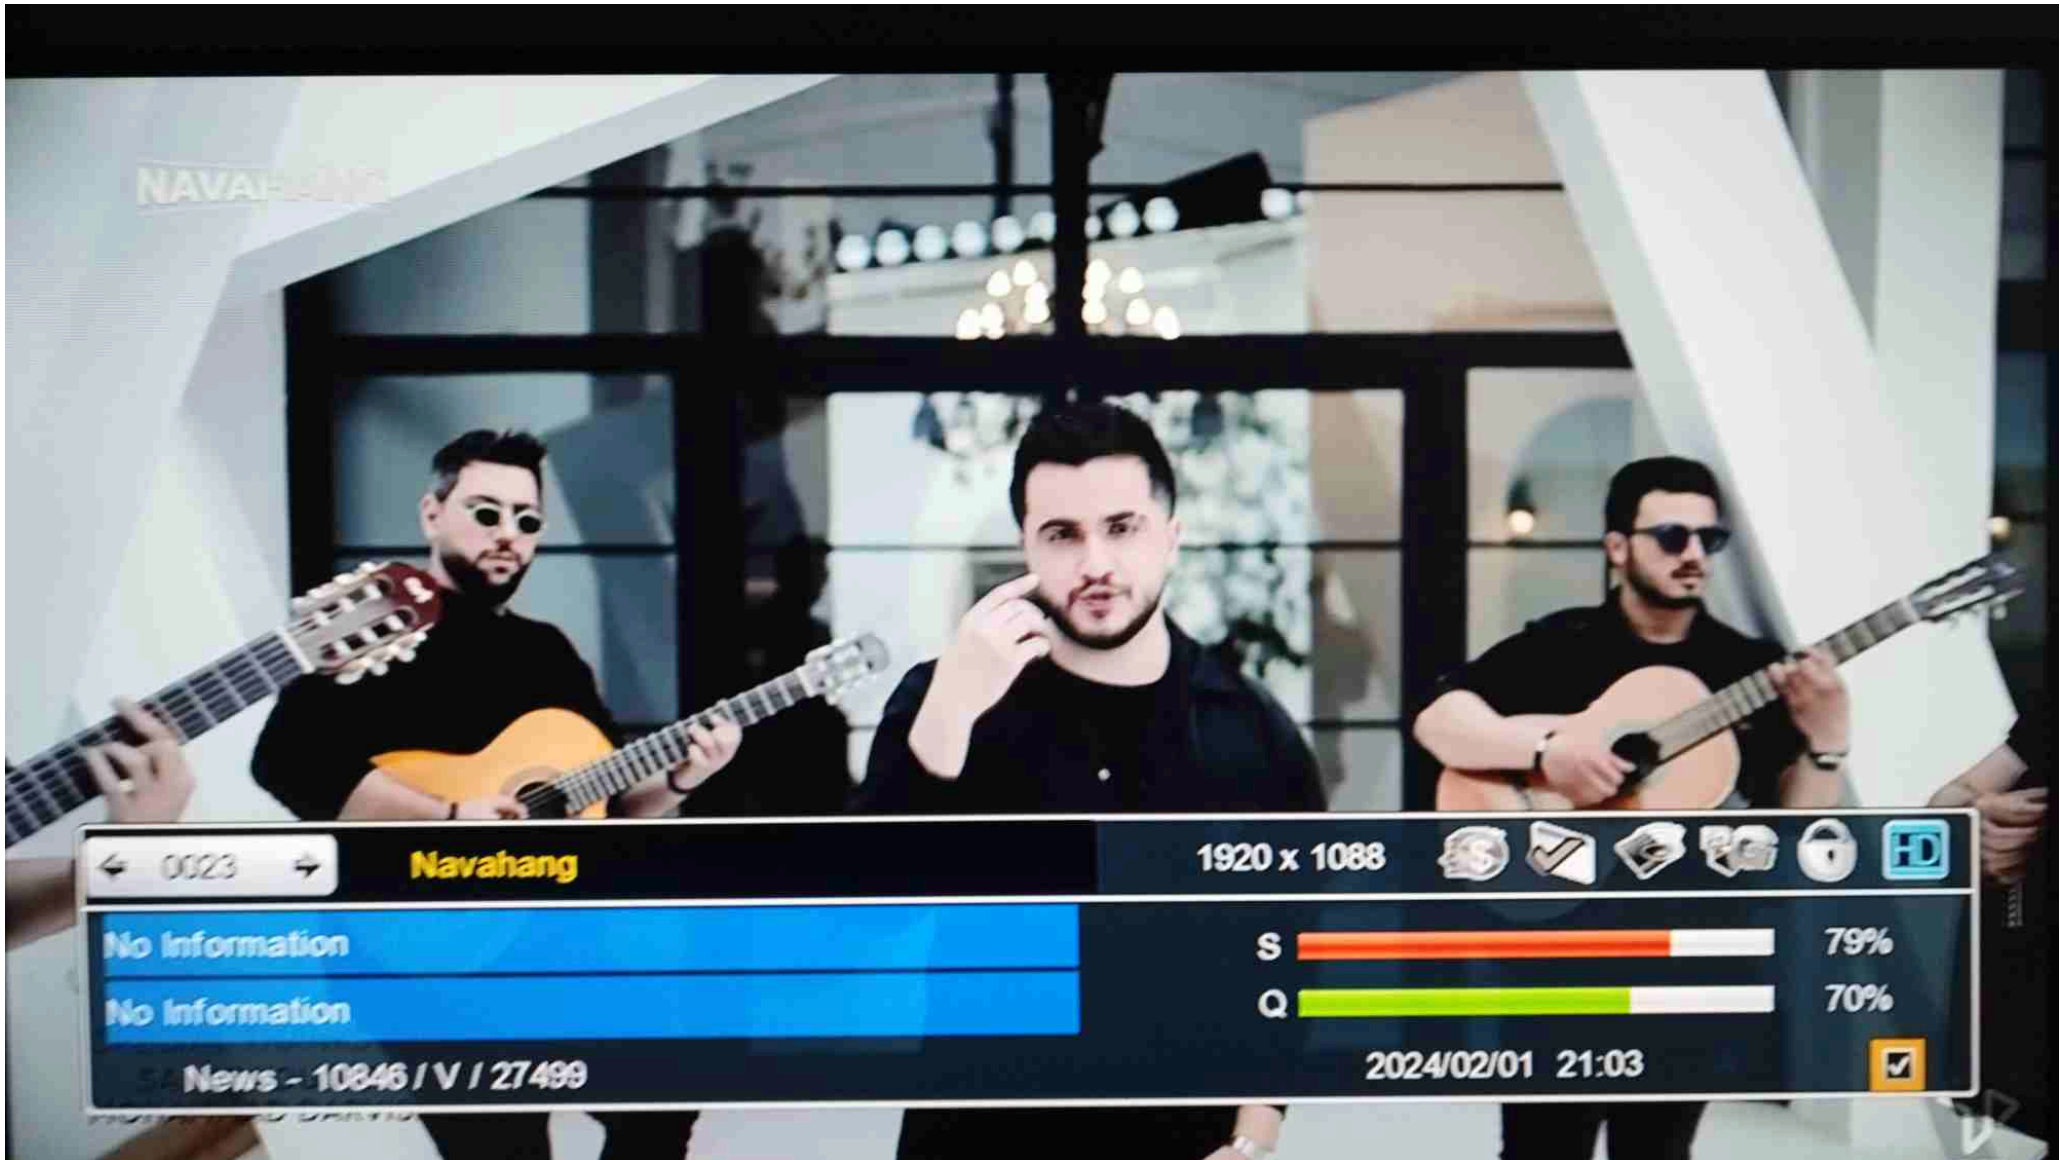 NAVAHANG
0023
Navahang
1920 x 1088
HD
No Information
No Information
S 79%
Q 70%
News - 10846 / V / 27499
2024/02/01 21:03